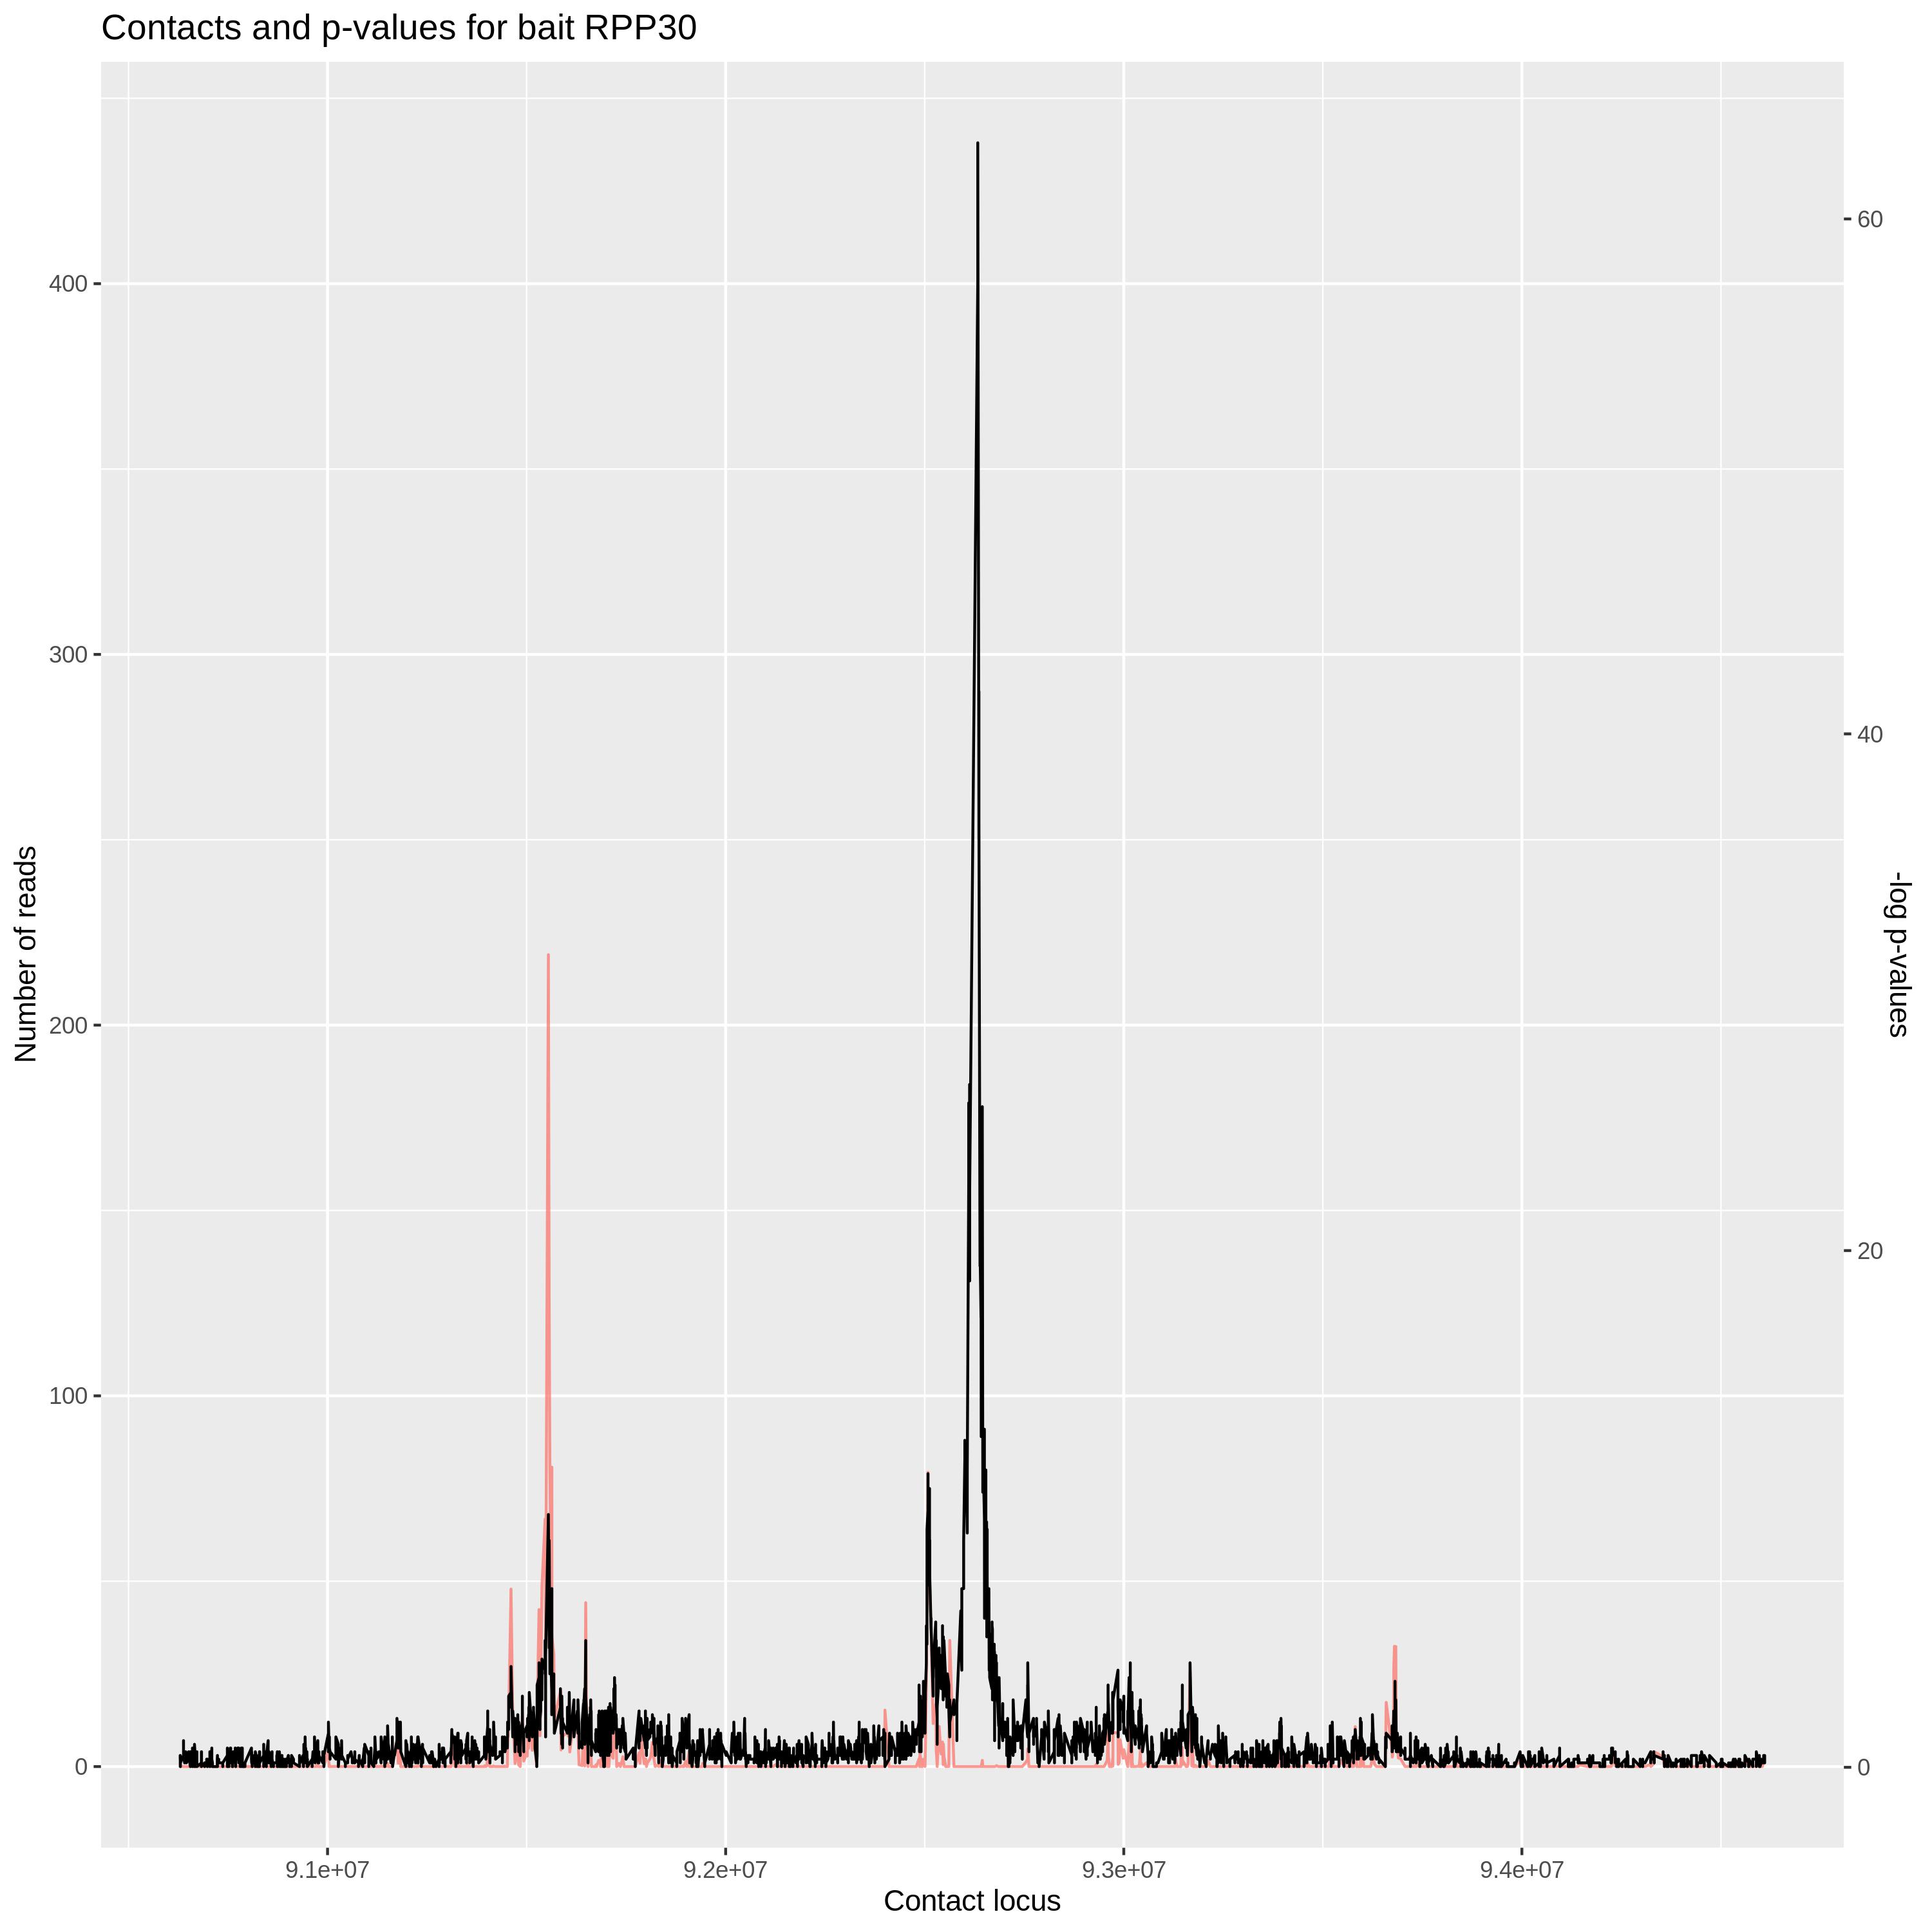 Contacts and p-values for bait RPP30
400
300
200
100
0
Number of reads
60
40
20
0
-log p-values
9.1e+07
9.2e+07
9.3e+07
9.4e+07
Contact locus